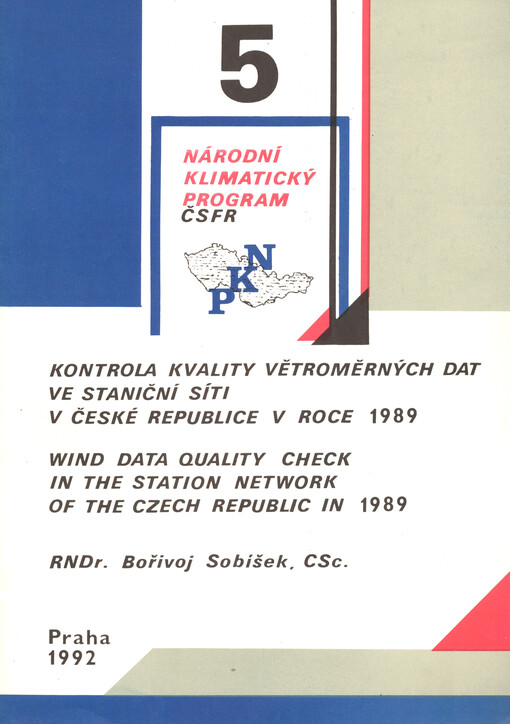 5
NÁRODNÍ
KLIMATICKÝ
PROGRAM
ČSFR
N
K
P
KONTROLA KVALITY VĚTROMĚRNÝCH DAT
VE STANIČNÍ SÍTI
V ČESKÉ REPUBLICE V ROCE 1989
WIND DATA QUALITY CHECK
IN THE STATION NETWORK
OF THE CZECH REPUBLIC IN 1989
RNDr. Bořivoj Sobíšek, CSc.
Praha
1992